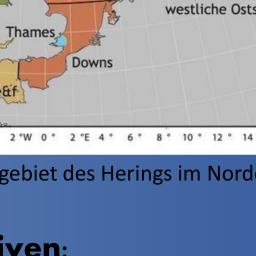 westliche Osts
Thames
Downs
2 °W 0 ° 2 °E 4 ° 6 ° 8 ° 10 ° 12 ° 14
gebiet des Herings im Nord
iven: